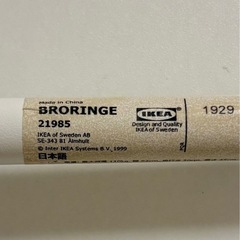 Made in China
BRORINGE
21985
IKEA of Sweden AB
SE-343 81 Älmhult
© Inter IKEA Systems B.V. 1999
日本語
IKEA
Design and Quality
IKEA of Sweden
1929